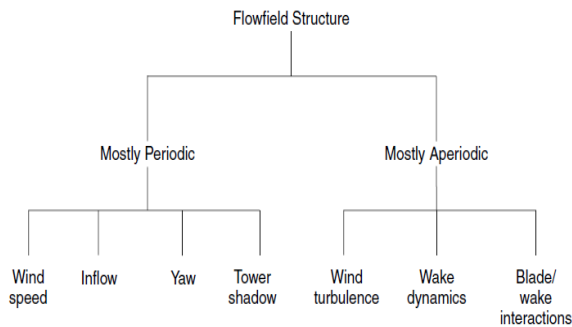 Flowfield Structure
Mostly Periodic
Mostly Aperiodic
Wind
speed
Inflow
Yaw
Tower
shadow
Wind
turbulence
Wake
dynamics
Blade/
wake
interactions